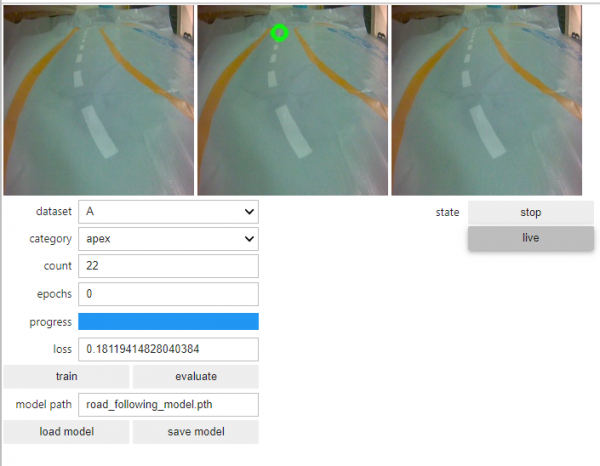 dataset A
state stop
category apex
live
count 22
epochs 0
progress
loss 0.18119414828040384
train evaluate
model path road_following_model.pth
load model save model